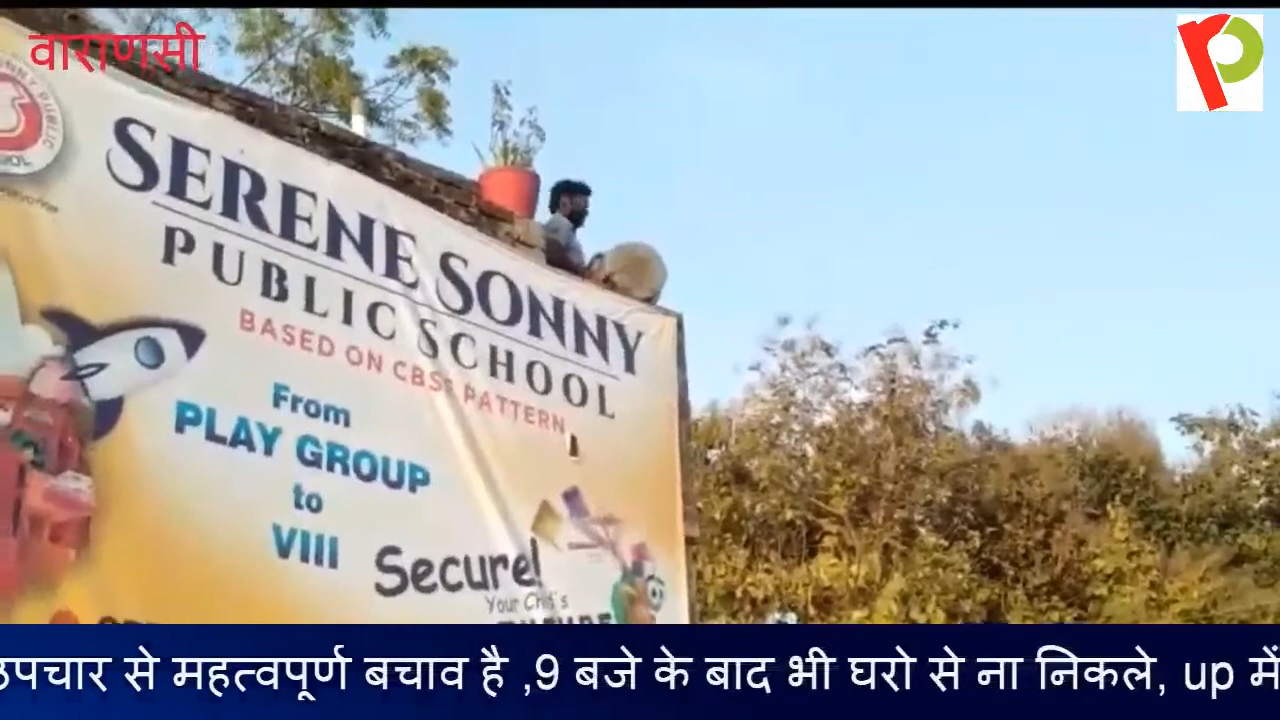 वाराणसी
SERENE SONNY
PUBLIC SCHOOL
BASED ON CBSE PATTERN
From
PLAY GROUP
to
VIII
Secure!
Your Child's
उपचार से महत्वपूर्ण बचाव है ,9 बजे के बाद भी घरो से ना निकले, up में